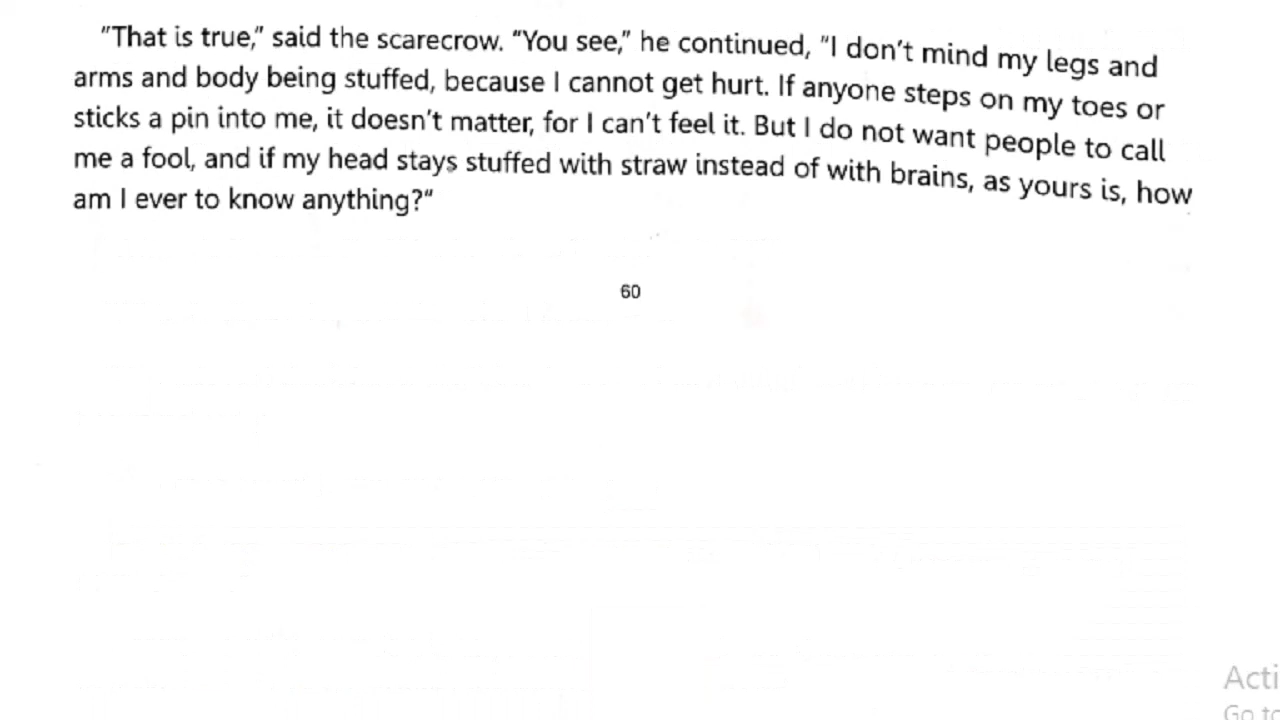 "That is true," said the scarecrow. "You see," he continued, "I don't mind my legs and
arms and body being stuffed, because I cannot get hurt. If anyone steps on my toes or
sticks a pin into me, it doesn't matter, for I can't feel it. But I do not want people to call
me a fool, and if my head stays stuffed with straw instead of with brains, as yours is, how
am I ever to know anything?"
60
Acti
Go to